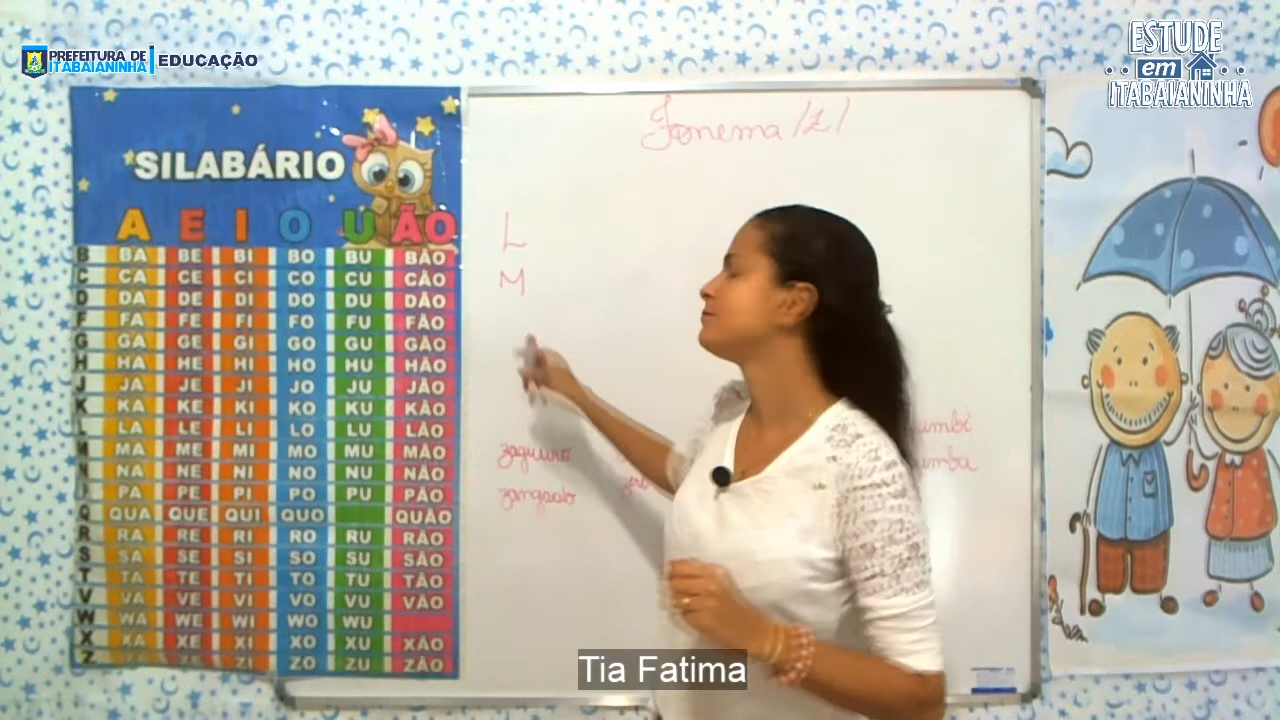 PREFEITURA DE
ITABAIANINHA
EDUCAÇÃO
ESTUDE
em
ITABAIANINHA
SILABÁRIO
A E I O U ÃO
B BA BE BI BO BU BÃO
C CA CE CI CO CU CÃO
D DA DE DI DO DU DÃO
F FA FE FI FO FU FÃO
G GA GE GI GO GU GÃO
H HA HE HI HO HU HÃO
J JA JE JI JO JU JÃO
K KA KE KI KO KU KÃO
L LA LE LI LO LU LÃO
M MA ME MI MO MU MÃO
N NA NE NI NO NU NÃO
P PA PE PI PO PU PÃO
Q QUA QUE QUI QUO QUÃO
R RA RE RI RO RU RÃO
S SA SE SI SO SU SÃO
T TA TE TI TO TU TÃO
V VA VE VI VO VU VÃO
W WA WE WI WO WU
X XA XE XI XO XU XÃO
Z ZA ZE ZI ZO ZU ZÃO
Fonema /Z/
L
M
zagueiro
zangado
Tia Fatima